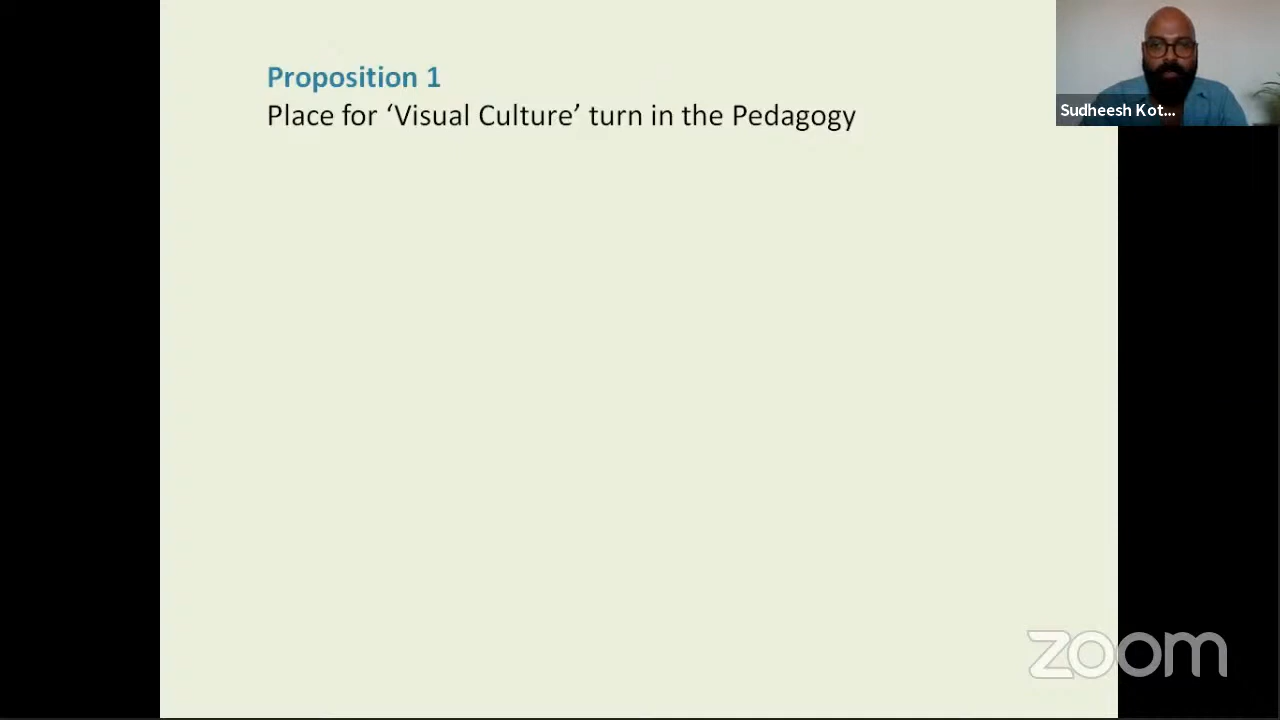 Proposition 1
Place for ‘Visual Culture’ turn in the Pedagogy
Sudheesh Kot...
zoom